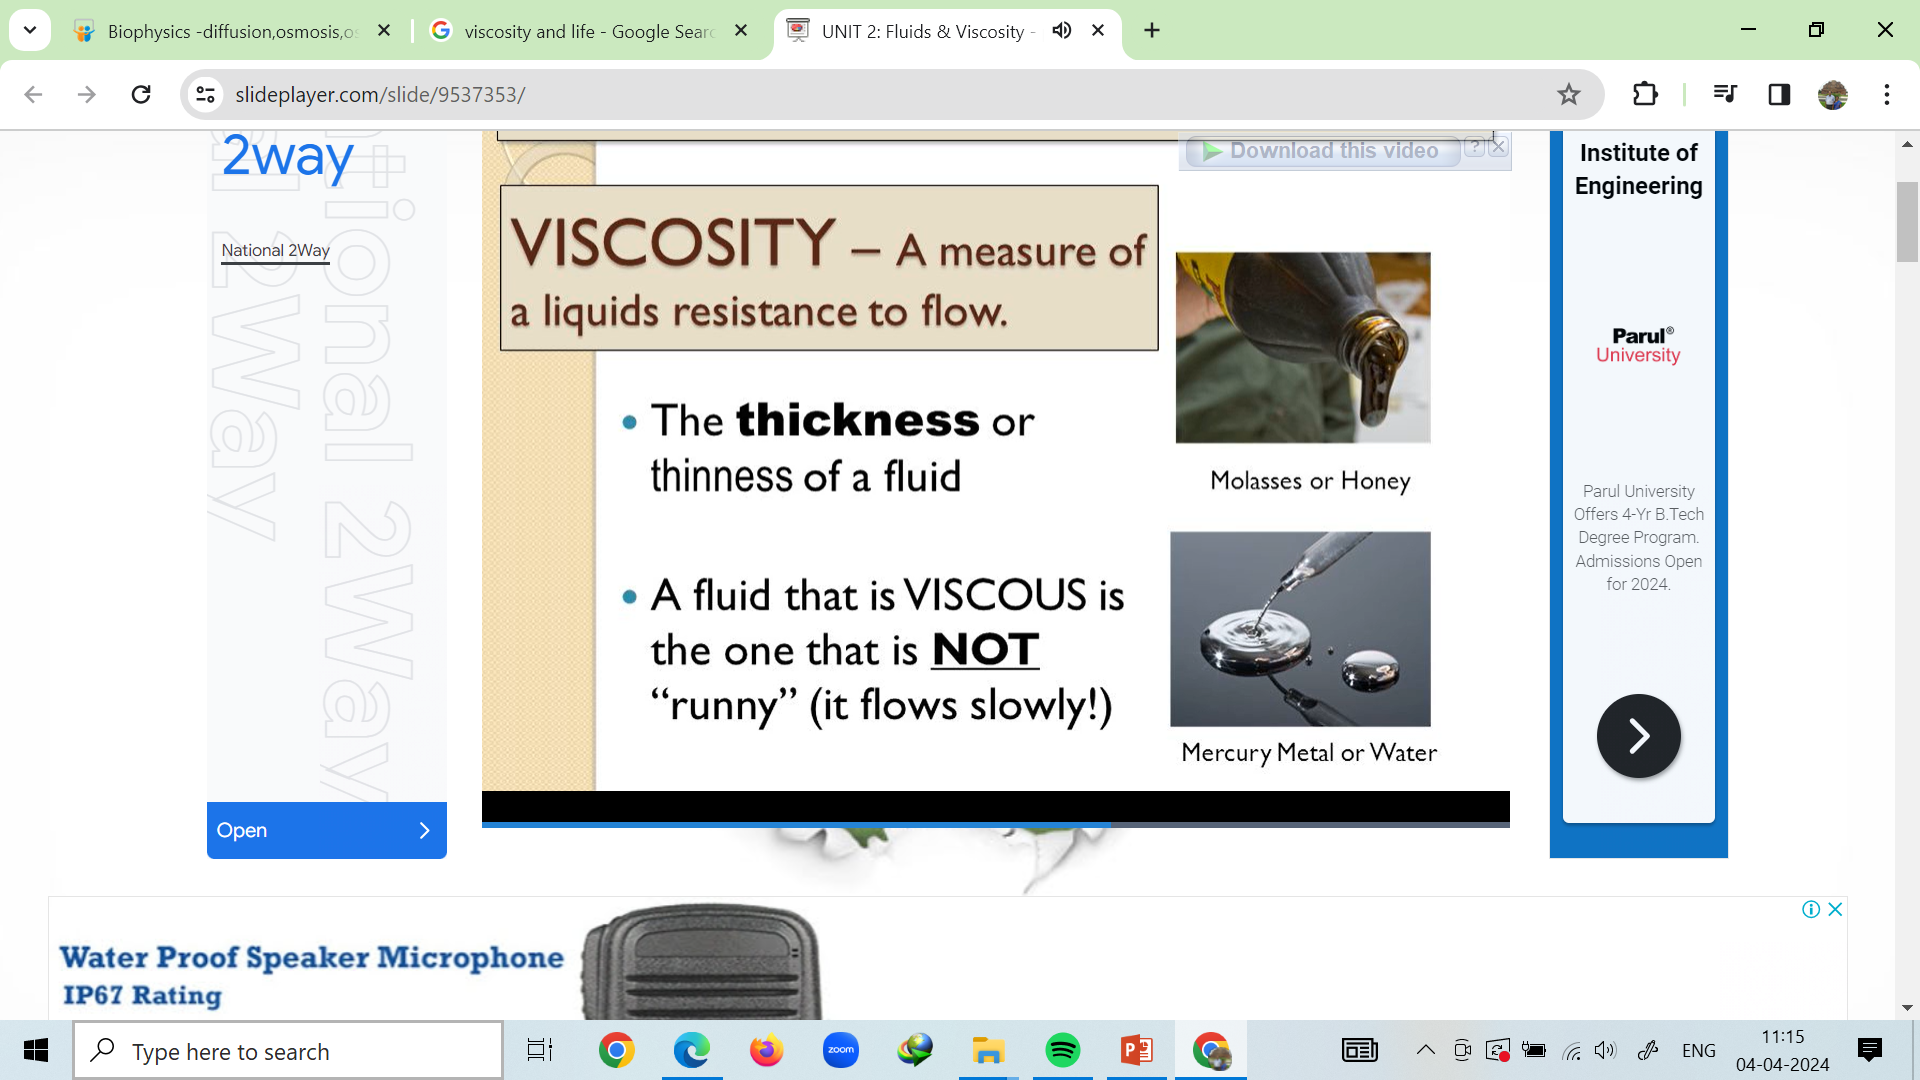 Biophysics -diffusion,osmosis,os
viscosity and life - Google Searc
UNIT 2: Fluids & Viscosity -
slideplayer.com/slide/9537353/
2way
National 2Way
National 2Way
Open
Download this video
?
VISCOSITY – A measure of
a liquids resistance to flow.
• The thickness or
thinness of a fluid
• A fluid that is VISCOUS is
the one that is NOT
“runny” (it flows slowly!)
Molasses or Honey
Mercury Metal or Water
Institute of
Engineering
Parul®
University
Parul University
Offers 4-Yr B.Tech
Degree Program.
Admissions Open
for 2024.
Water Proof Speaker Microphone
IP67 Rating
Type here to search
zoom
ENG
11:15
04-04-2024